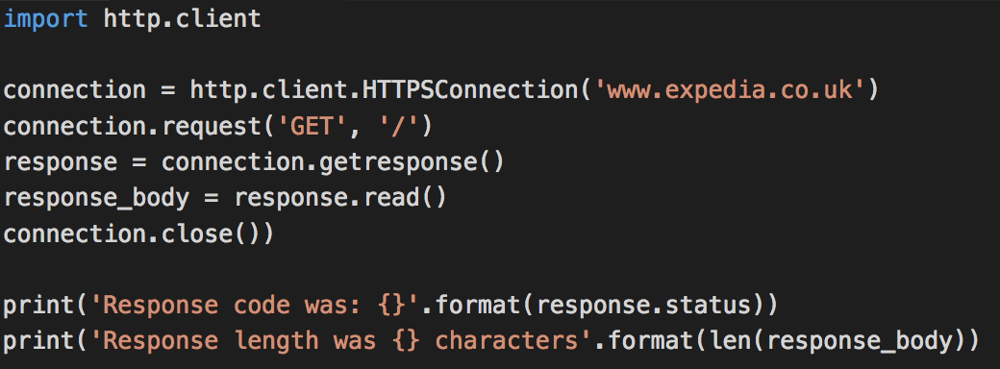 import http.client
connection = http.client.HTTPSConnection('www.expedia.co.uk')
connection.request('GET', '/')
response = connection.getresponse()
response_body = response.read()
connection.close())
print('Response code was: {}'.format(response.status))
print('Response length was {} characters'.format(len(response_body))